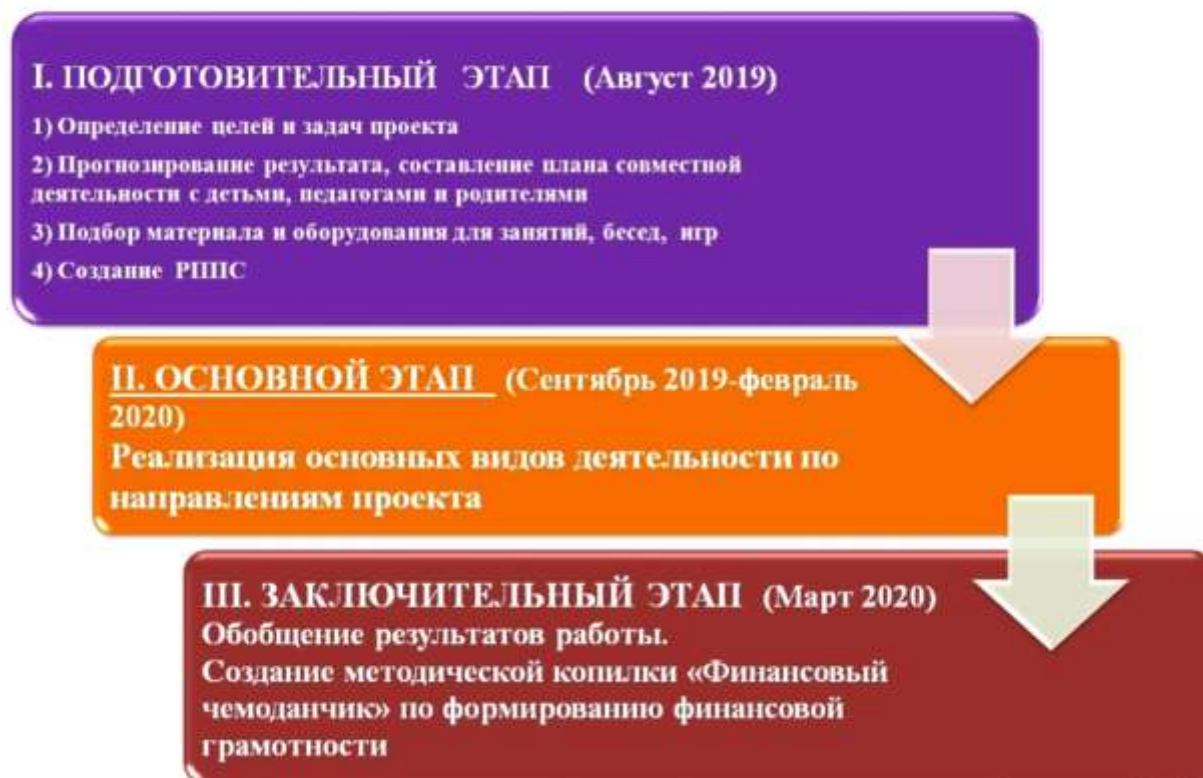 I. ПОДГОТОВИТЕЛЬНЫЙ ЭТАП (Август 2019)
1) Определение целей и задач проекта
2) Прогнозирование результата, составление плана совместной
деятельности с детьми, педагогами и родителями
3) Подбор материала и оборудования для занятий, бесед, игр
4) Создание РППС
II. ОСНОВНОЙ ЭТАП (Сентябрь 2019-февраль
2020)
Реализация основных видов деятельности по
направлениям проекта
III. ЗАКЛЮЧИТЕЛЬНЫЙ ЭТАП (Март 2020)
Обобщение результатов работы.
Создание методической копилки «Финансовый
чемоданчик» по формированию финансовой
грамотности